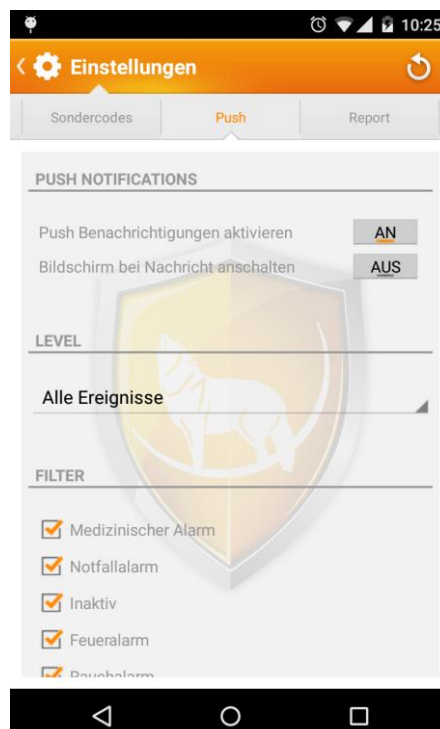 10:25
Einstellungen
Sondercodes
Push
Report
PUSH NOTIFICATIONS
Push Benachrichtigungen aktivieren AN
Bildschirm bei Nachricht anschalten AUS
LEVEL
Alle Ereignisse
FILTER
Medizinischer Alarm
Notfallalarm
Inaktiv
Feueralarm
Rauchalarm